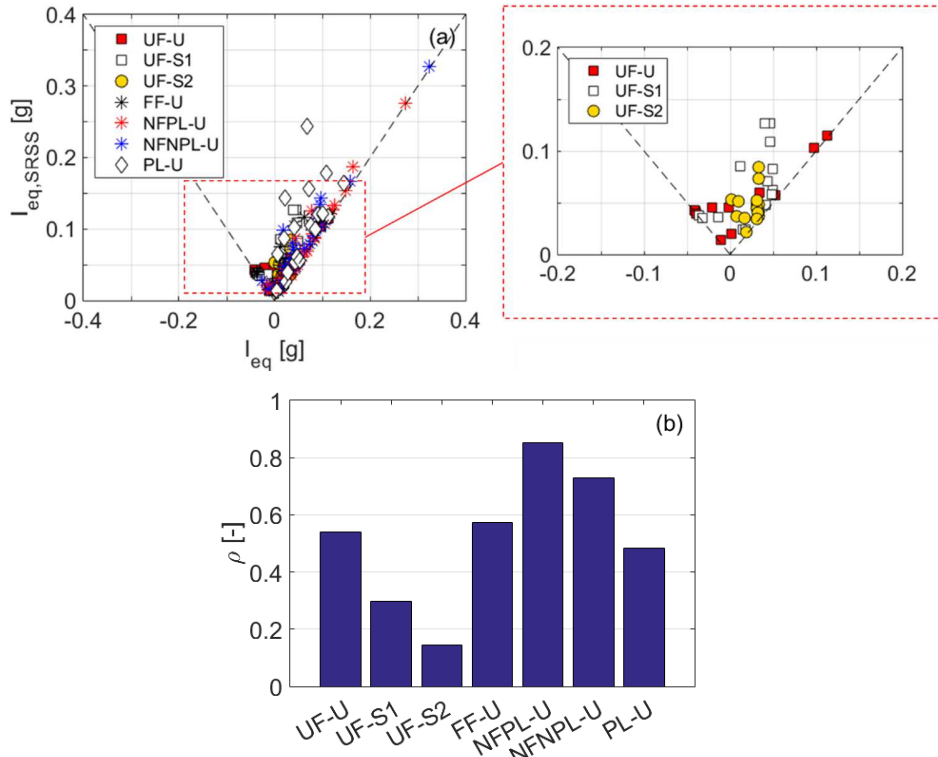 0.4
0.3
0.2
0.1
0
I_eq,SRSS [g]
(a)
UF-U
UF-S1
UF-S2
FF-U
NFPL-U
NFNPL-U
PL-U
-0.4 -0.2 0 0.2 0.4
I_eq [g]
0.2
0.1
0
UF-U
UF-S1
UF-S2
-0.2 -0.1 0 0.1 0.2
(b)
1
0.8
0.6
0.4
0.2
0
ρ [-]
UF-U UF-S1 UF-S2 FF-U NFPL-U NFNPL-U PL-U